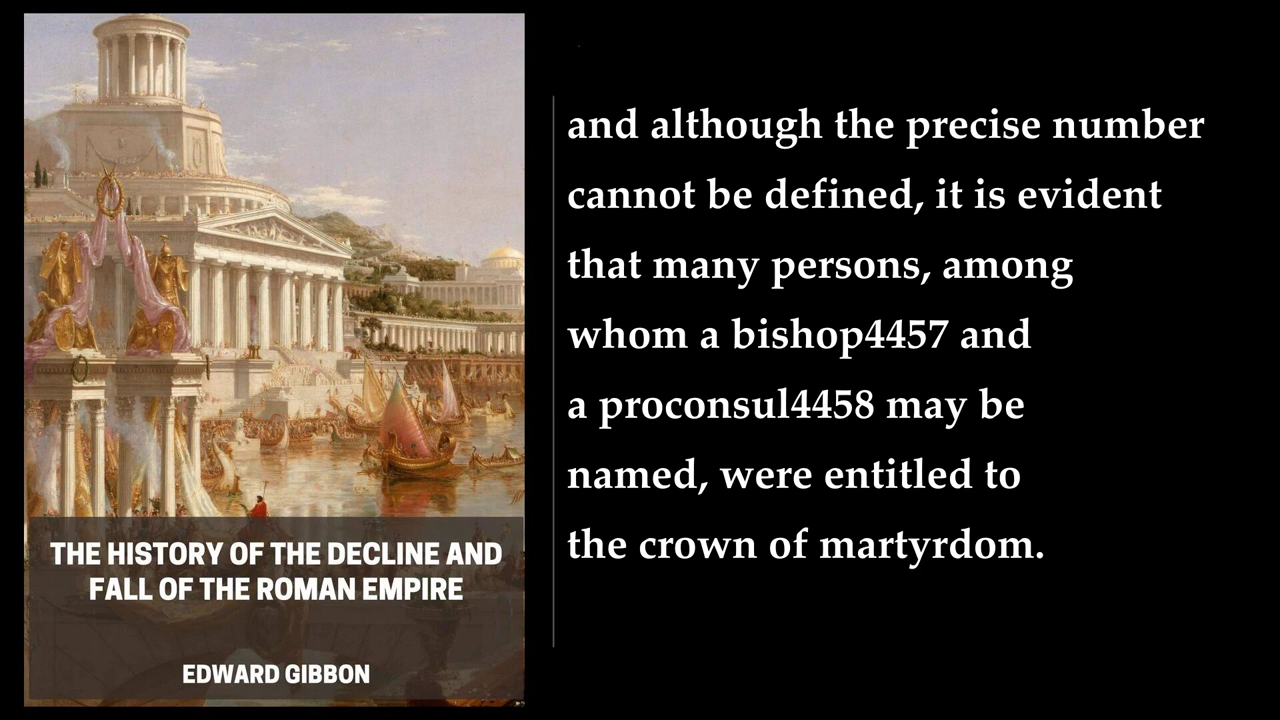 THE HISTORY OF THE DECLINE AND
FALL OF THE ROMAN EMPIRE
EDWARD GIBBON
and although the precise number
cannot be defined, it is evident
that many persons, among
whom a bishop4457 and
a proconsul4458 may be
named, were entitled to
the crown of martyrdom.